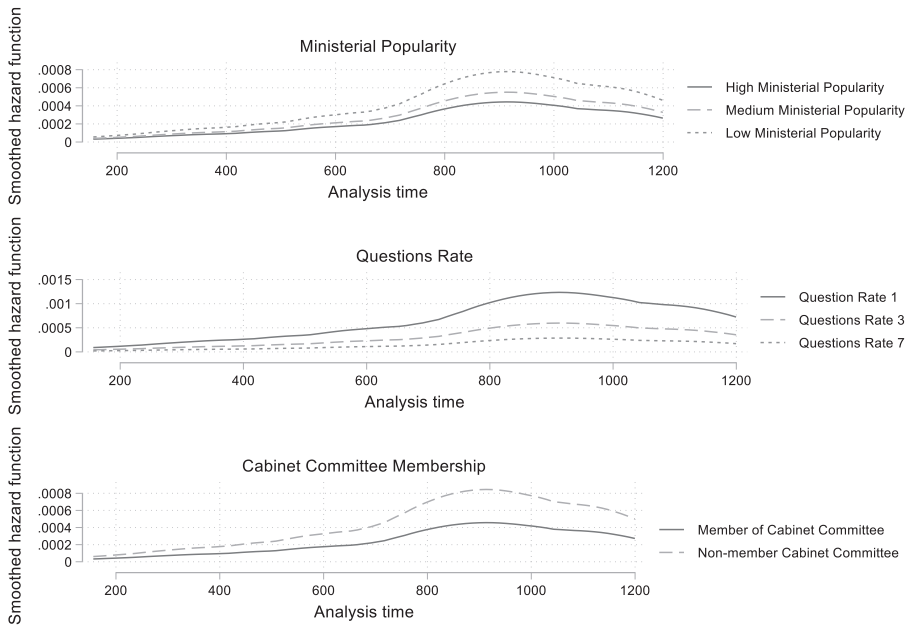 Ministerial Popularity
Smoothed hazard function
.0008
.0006
.0004
.0002
0
200 400 600 800 1000 1200
Analysis time
High Ministerial Popularity
Medium Ministerial Popularity
Low Ministerial Popularity
Questions Rate
Smoothed hazard function
.0015
.001
.0005
0
200 400 600 800 1000 1200
Analysis time
Question Rate 1
Questions Rate 3
Questions Rate 7
Cabinet Committee Membership
Smoothed hazard function
.0008
.0006
.0004
.0002
0
200 400 600 800 1000 1200
Analysis time
Member of Cabinet Committee
Non-member Cabinet Committee